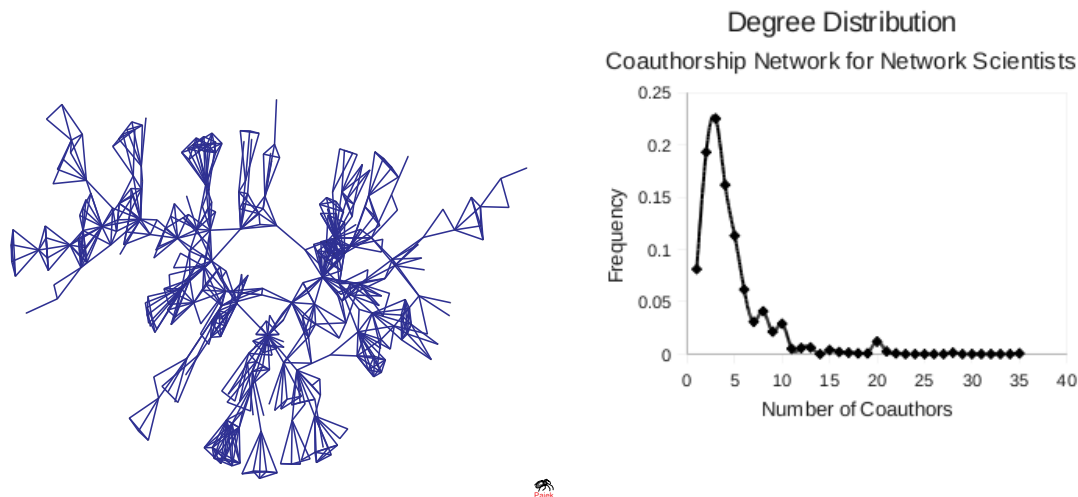 Degree Distribution
Coauthorship Network for Network Scientists
0.25
0.2
0.15
0.1
0.05
0
Frequency
0 5 10 15 20 25 30 35 40
Number of Coauthors
Pajek